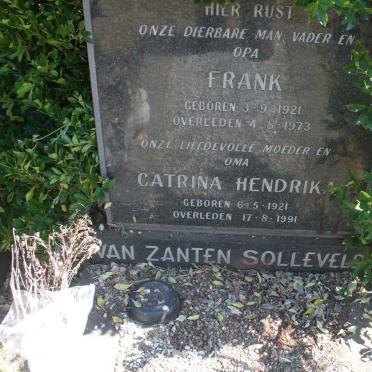 HIER RUST
ONZE DIERBARE MAN, VADER EN
OPA
FRANK
GEBOREN 3-9-1921
OVERLEDEN 4-8-1973
ONZE LIEFDEVOLLE MOEDER EN
OMA
CATRINA HENDRIK
GEBOREN 6-5-1921
OVERLEDEN 17-8-1991
VAN ZANTEN SOLLEVELD